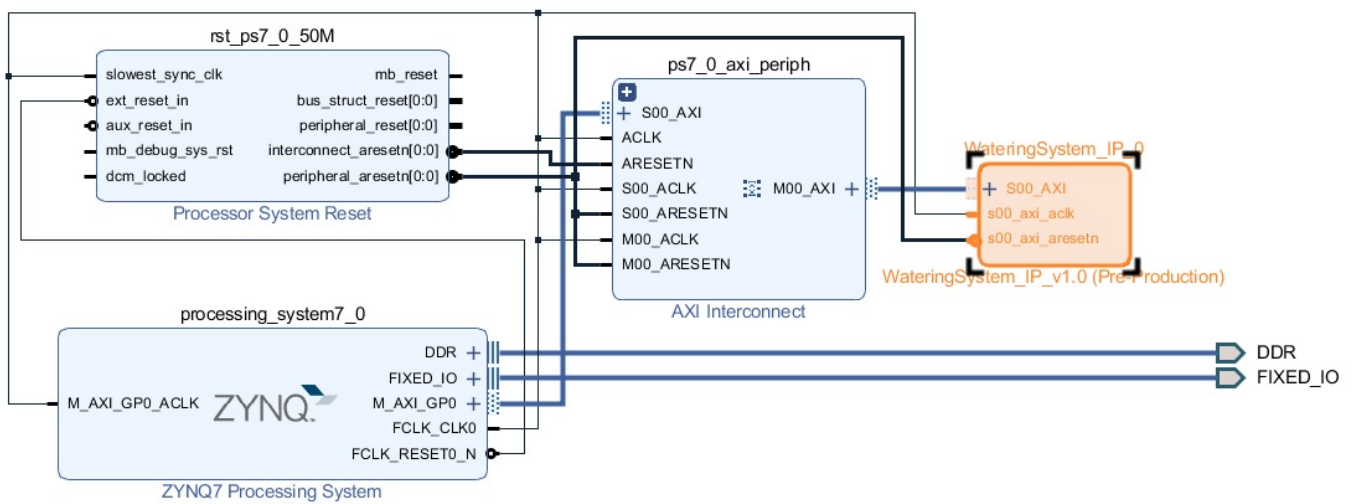 rst_ps7_0_50M
slowest_sync_clk
ext_reset_in
aux_reset_in
mb_debug_sys_rst
dcm_locked
mb_reset
bus_struct_reset[0:0]
peripheral_reset[0:0]
interconnect_aresetn[0:0]
peripheral_aresetn[0:0]
Processor System Reset
ps7_0_axi_periph
S00_AXI
ACLK
ARESETN
S00_ACLK
S00_ARESETN
M00_ACLK
M00_ARESETN
M00_AXI
AXI Interconnect
WateringSystem_IP_0
S00_AXI
s00_axi_aclk
s00_axi_aresetn
WateringSystem_IP_v1.0 (Pre-Production)
processing_system7_0
M_AXI_GP0_ACLK
ZYNQ
DDR
FIXED_IO
M_AXI_GP0
FCLK_CLK0
FCLK_RESET0_N
ZYNQ7 Processing System
DDR
FIXED_IO